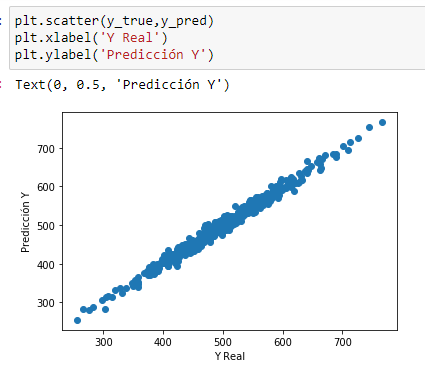 plt.scatter(y_true,y_pred)
plt.xlabel('Y Real')
plt.ylabel('Predicción Y')
Text(0, 0.5, 'Predicción Y')
700
600
500
400
300
Predicción Y
300 400 500 600 700
Y Real